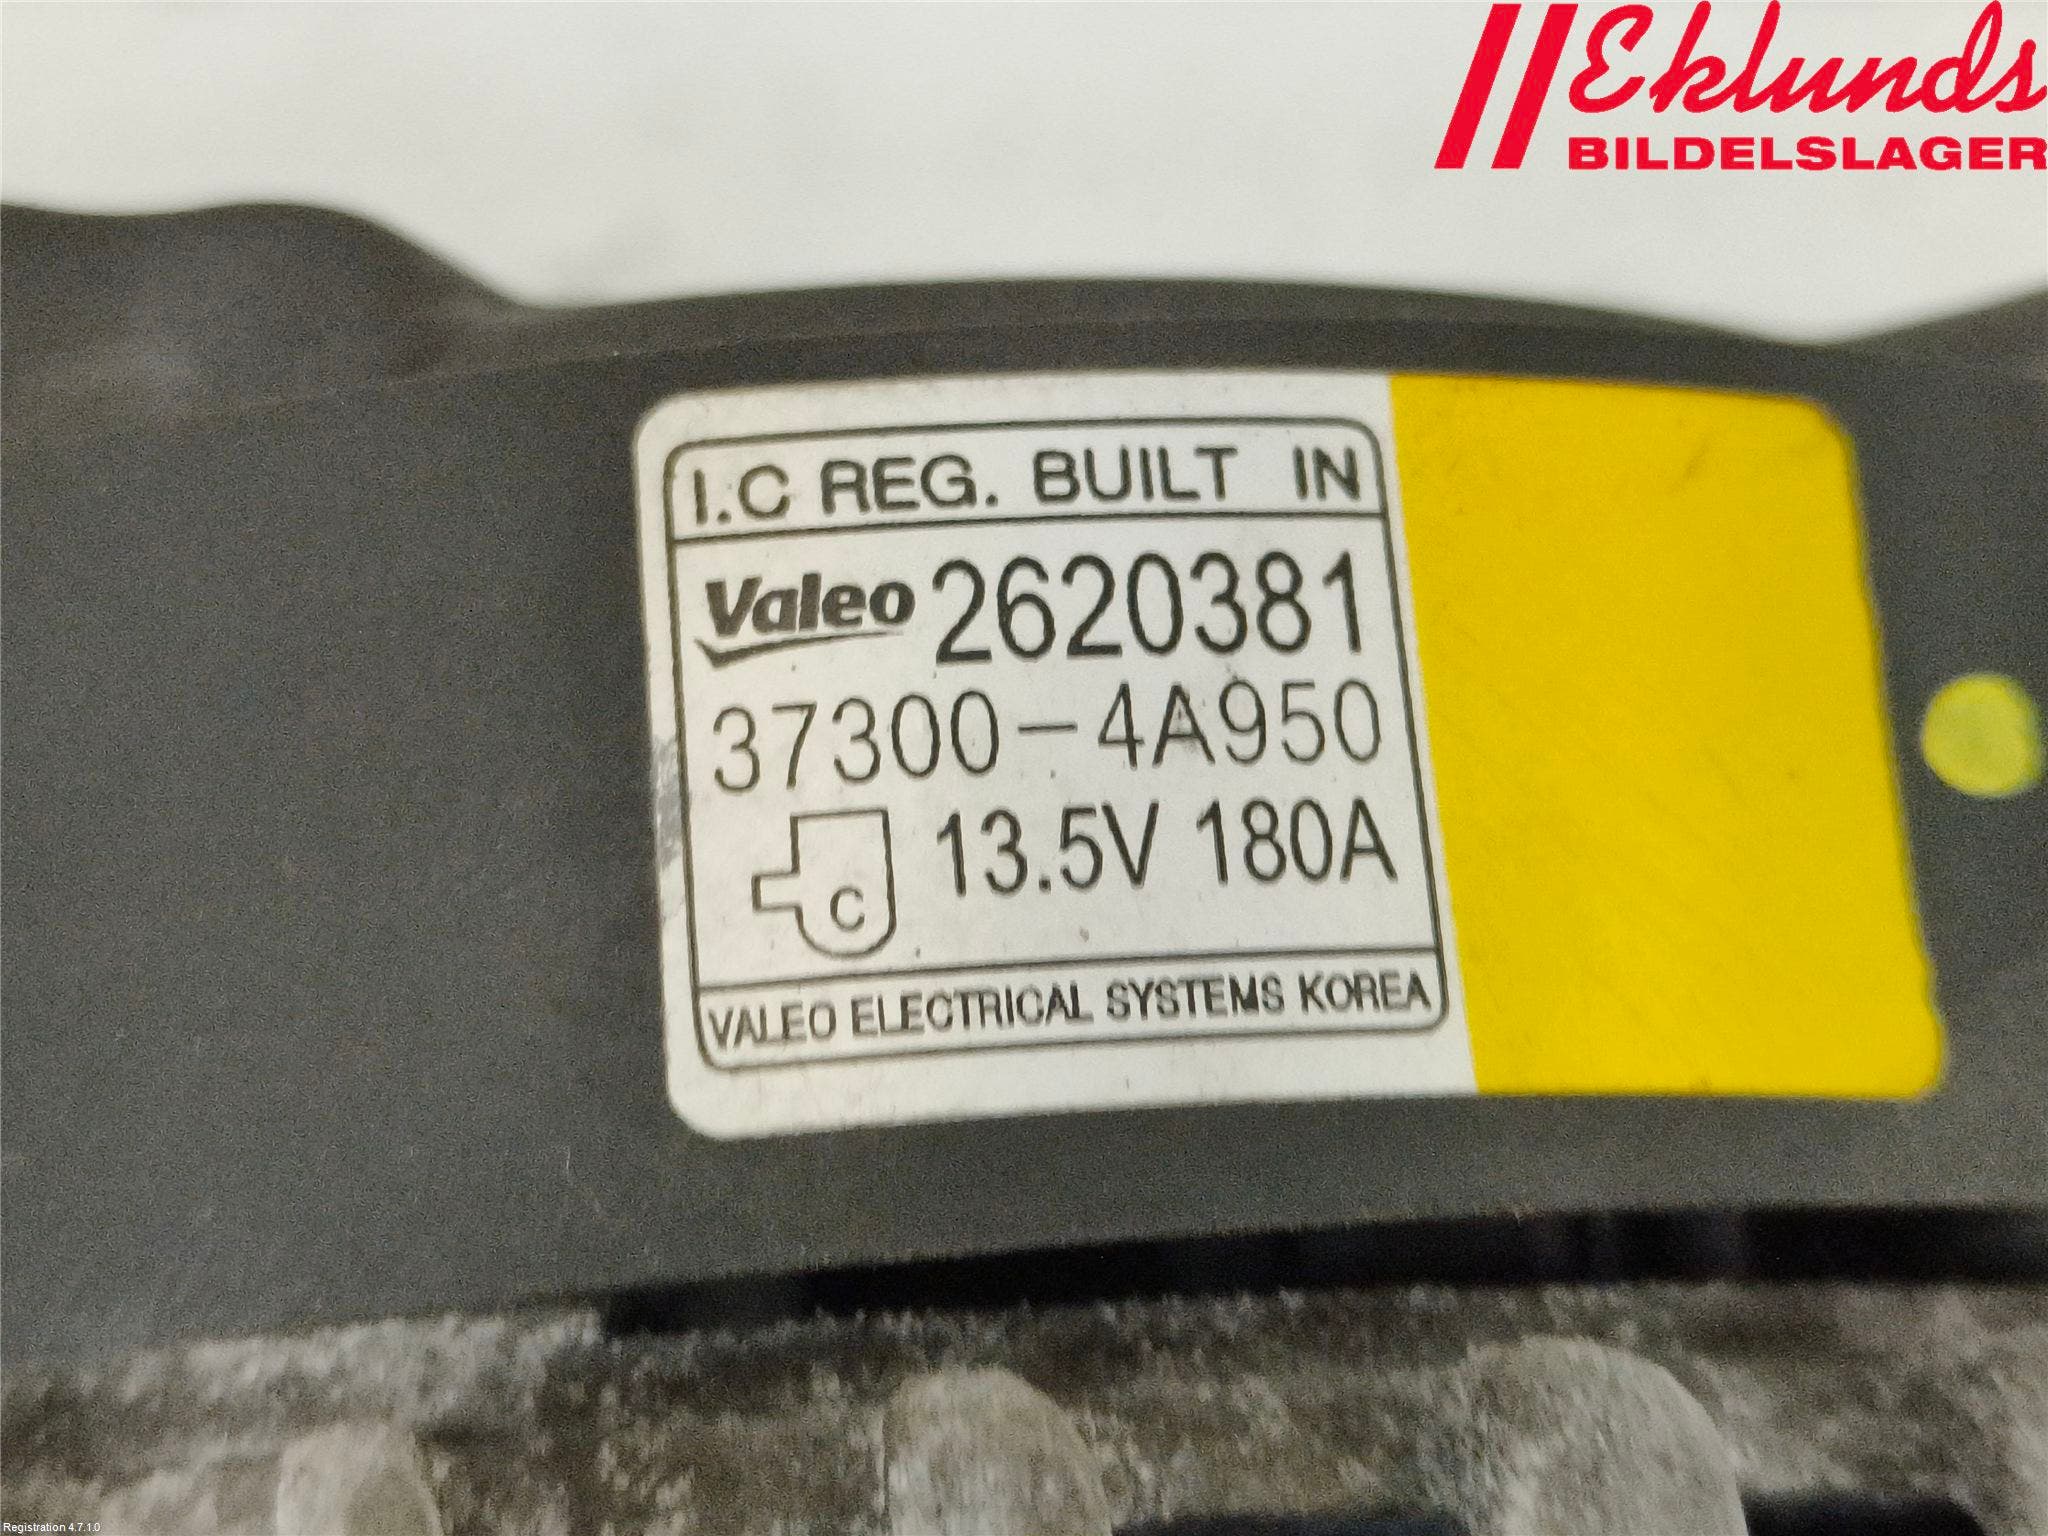 Eklunds
BILDELSLAGER
I.C REG. BUILT IN
Valeo 2620381
37300-4A950
C 13.5V 180A
VALEO ELECTRICAL SYSTEMS KOREA
Registration 4.7.1.0